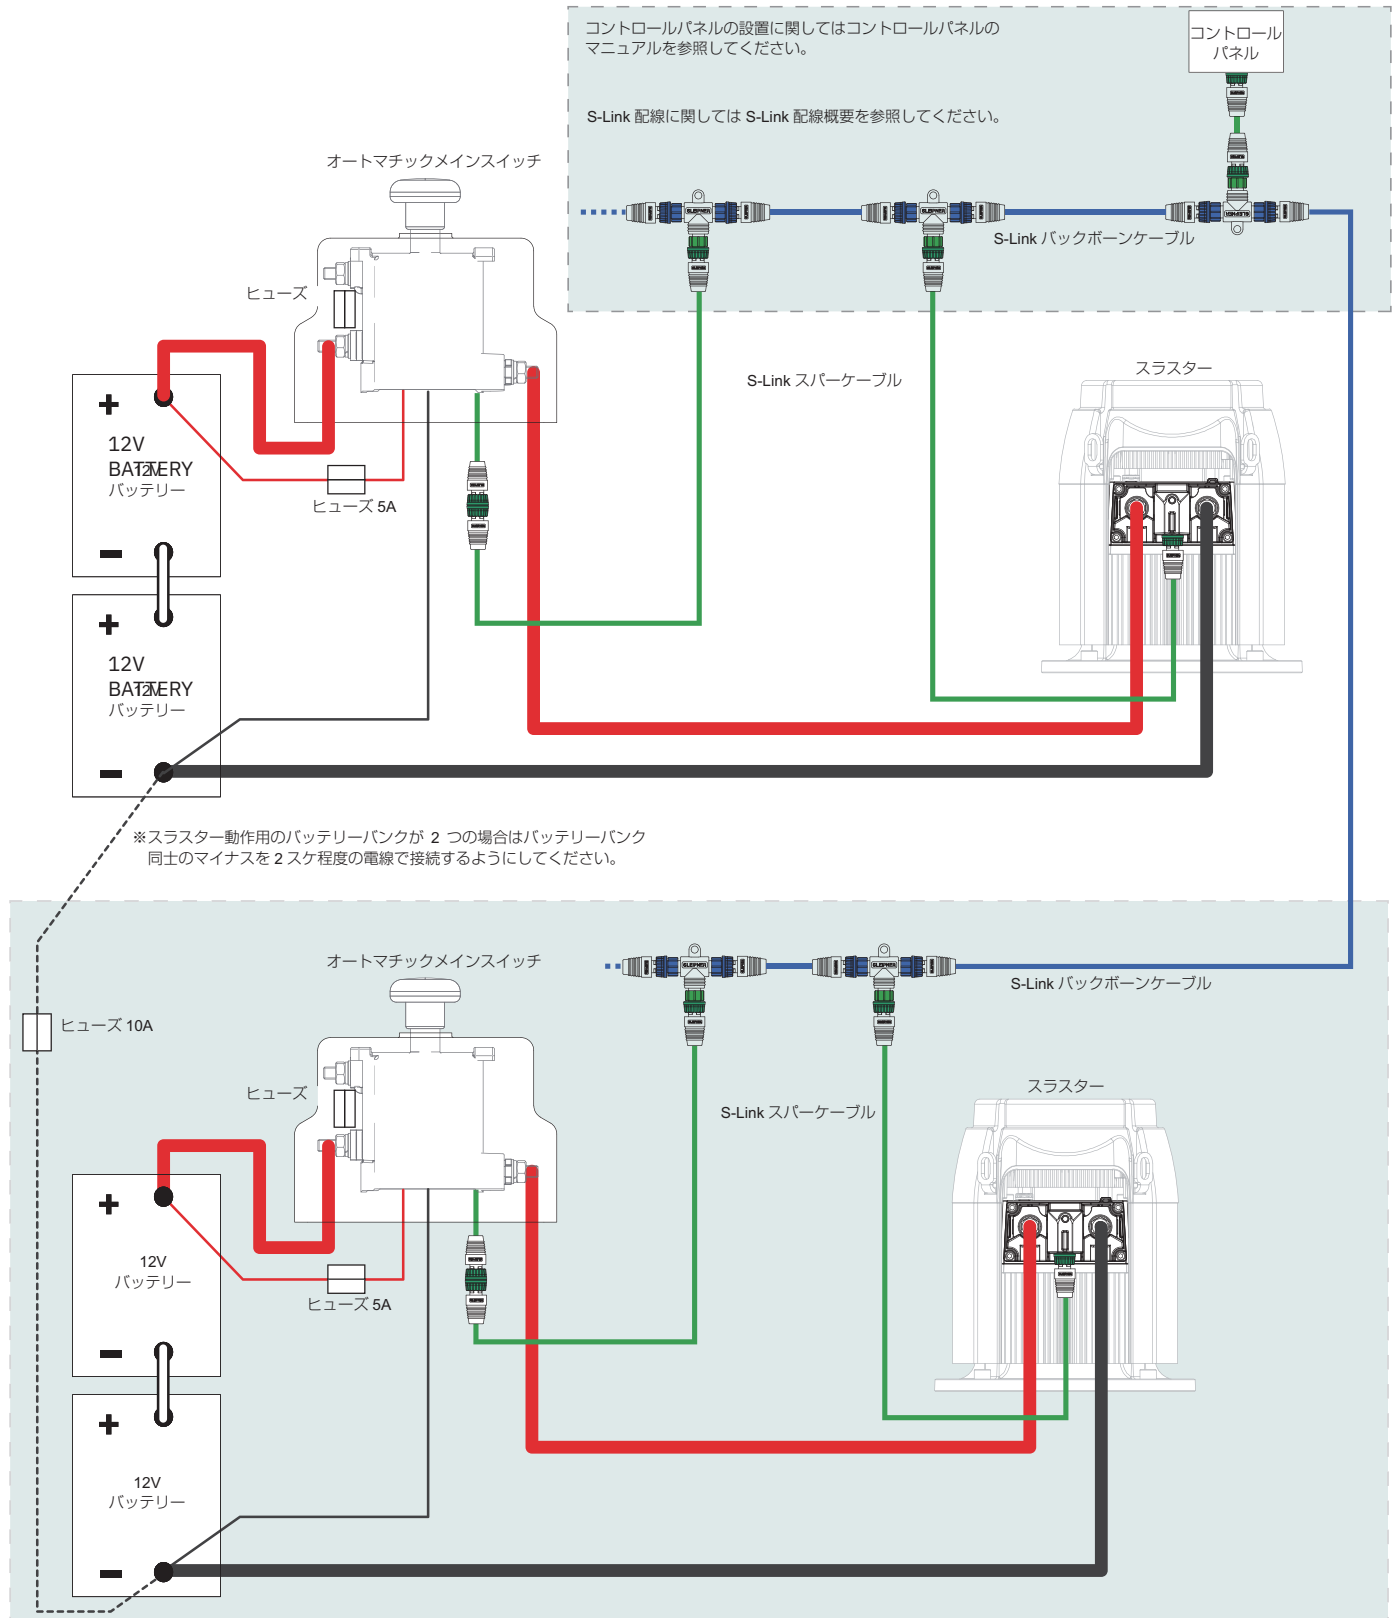 コントロールパネルの設置に関してはコントロールパネルの
マニュアルを参照してください。
コントロール
パネル
S-Link 配線に関しては S-Link 配線概要を参照してください。
オートマチックメインスイッチ
SLEIPNER
SLEIPNER
SLEIPNER
S-Link バックボーンケーブル
ヒューズ
S-Link スパーケーブル
スラスター
+
12V
BATTERY
12V
バッテリー
−
ヒューズ 5A
+
12V
BATTERY
12V
バッテリー
−
※スラスター動作用のバッテリーバンクが 2 つの場合はバッテリーバンク
同士のマイナスを 2 スケ程度の電線で接続するようにしてください。
オートマチックメインスイッチ
SLEIPNER
SLEIPNER
S-Link バックボーンケーブル
ヒューズ 10A
ヒューズ
S-Link スパーケーブル
スラスター
+
12V
バッテリー
−
ヒューズ 5A
+
12V
バッテリー
−